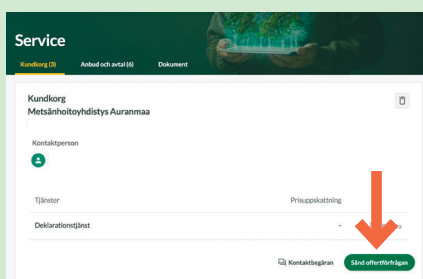 Service
Kundkorg (3) Anbud och avtal (6) Dokument
Kundkorg
Metsänhoitoyhdistys Auranmaa
Kontaktperson
Tjänster Prisuppskattning
Deklarationstjänst -
Kontaktbegäran Sänd offertförfrågan